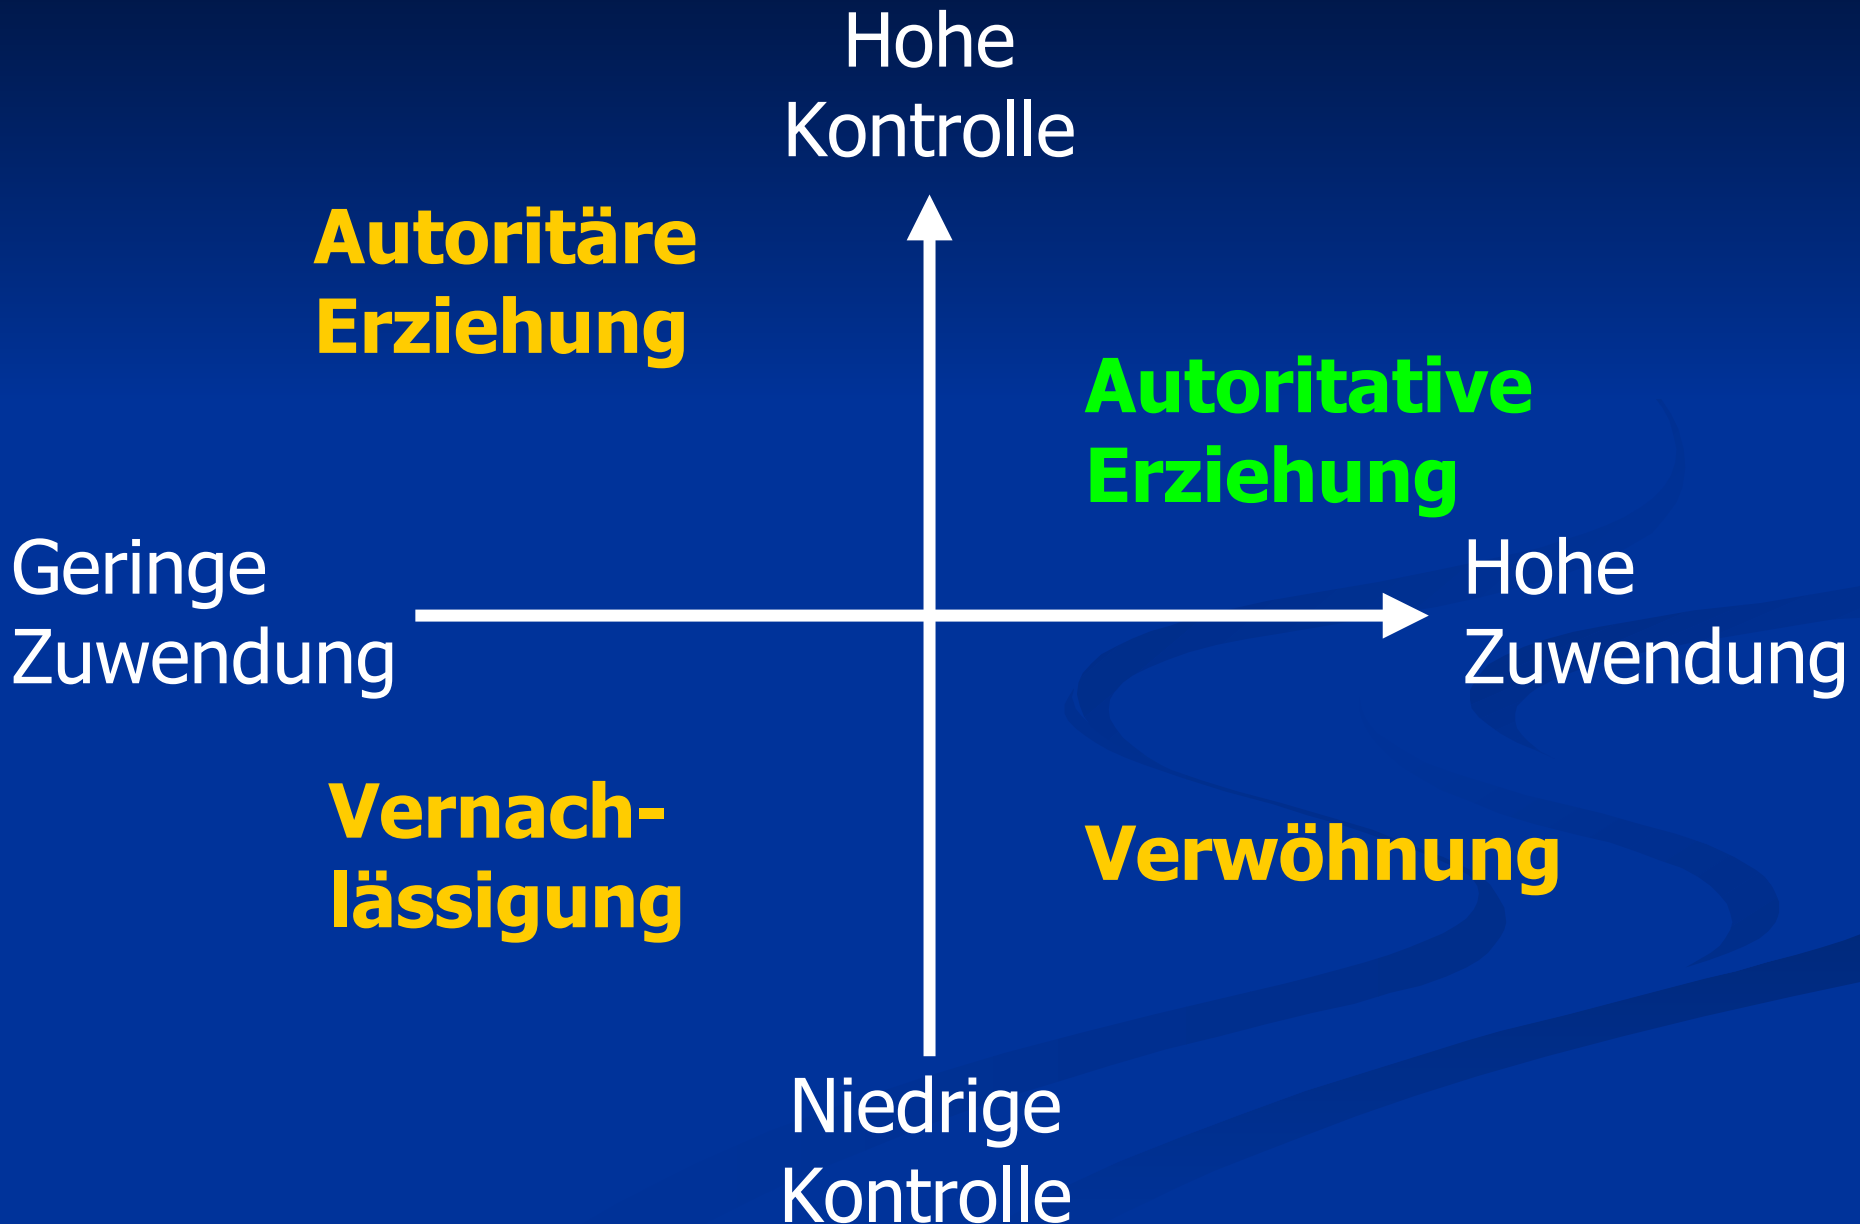 Hohe
Kontrolle
Autoritäre
Erziehung
Autoritative
Erziehung
Geringe
Zuwendung
Hohe
Zuwendung
Vernach-
lässigung
Verwöhnung
Niedrige
Kontrolle